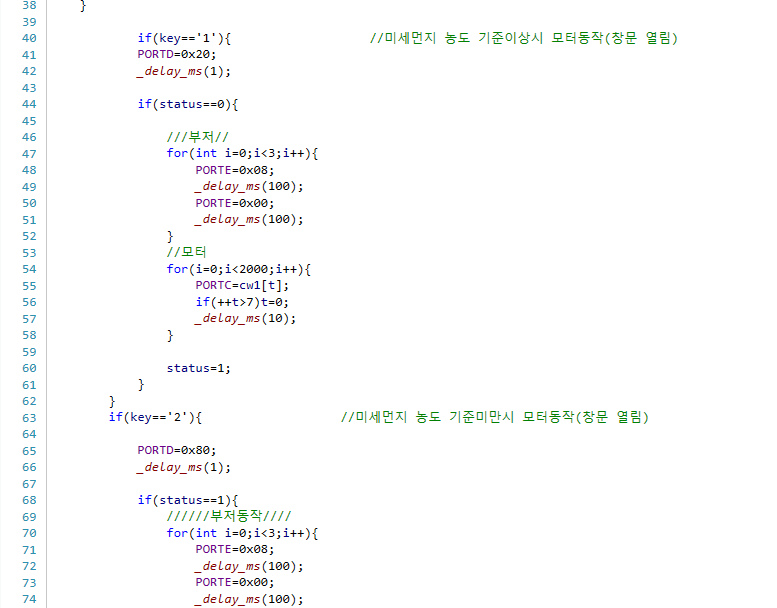 38 }
39
40 if(key=='1'){ //미세먼지 농도 기준이상시 모터동작(창문 열림)
41 PORTD=0x20;
42 _delay_ms(1);
43
44 if(status==0){
45
46 ///부저//
47 for(int i=0;i<3;i++){
48 PORTE=0x08;
49 _delay_ms(100);
50 PORTE=0x00;
51 _delay_ms(100);
52 }
53 //모터
54 for(i=0;i<2000;i++){
55 PORTC=cw1[t];
56 if(++t>7)t=0;
57 _delay_ms(10);
58 }
59
60 status=1;
61 }
62 }
63 if(key=='2'){ //미세먼지 농도 기준미만시 모터동작(창문 열림)
64
65 PORTD=0x80;
66 _delay_ms(1);
67
68 if(status==1){
69 //////부저동작////
70 for(int i=0;i<3;i++){
71 PORTE=0x08;
72 _delay_ms(100);
73 PORTE=0x00;
74 _delay_ms(100);